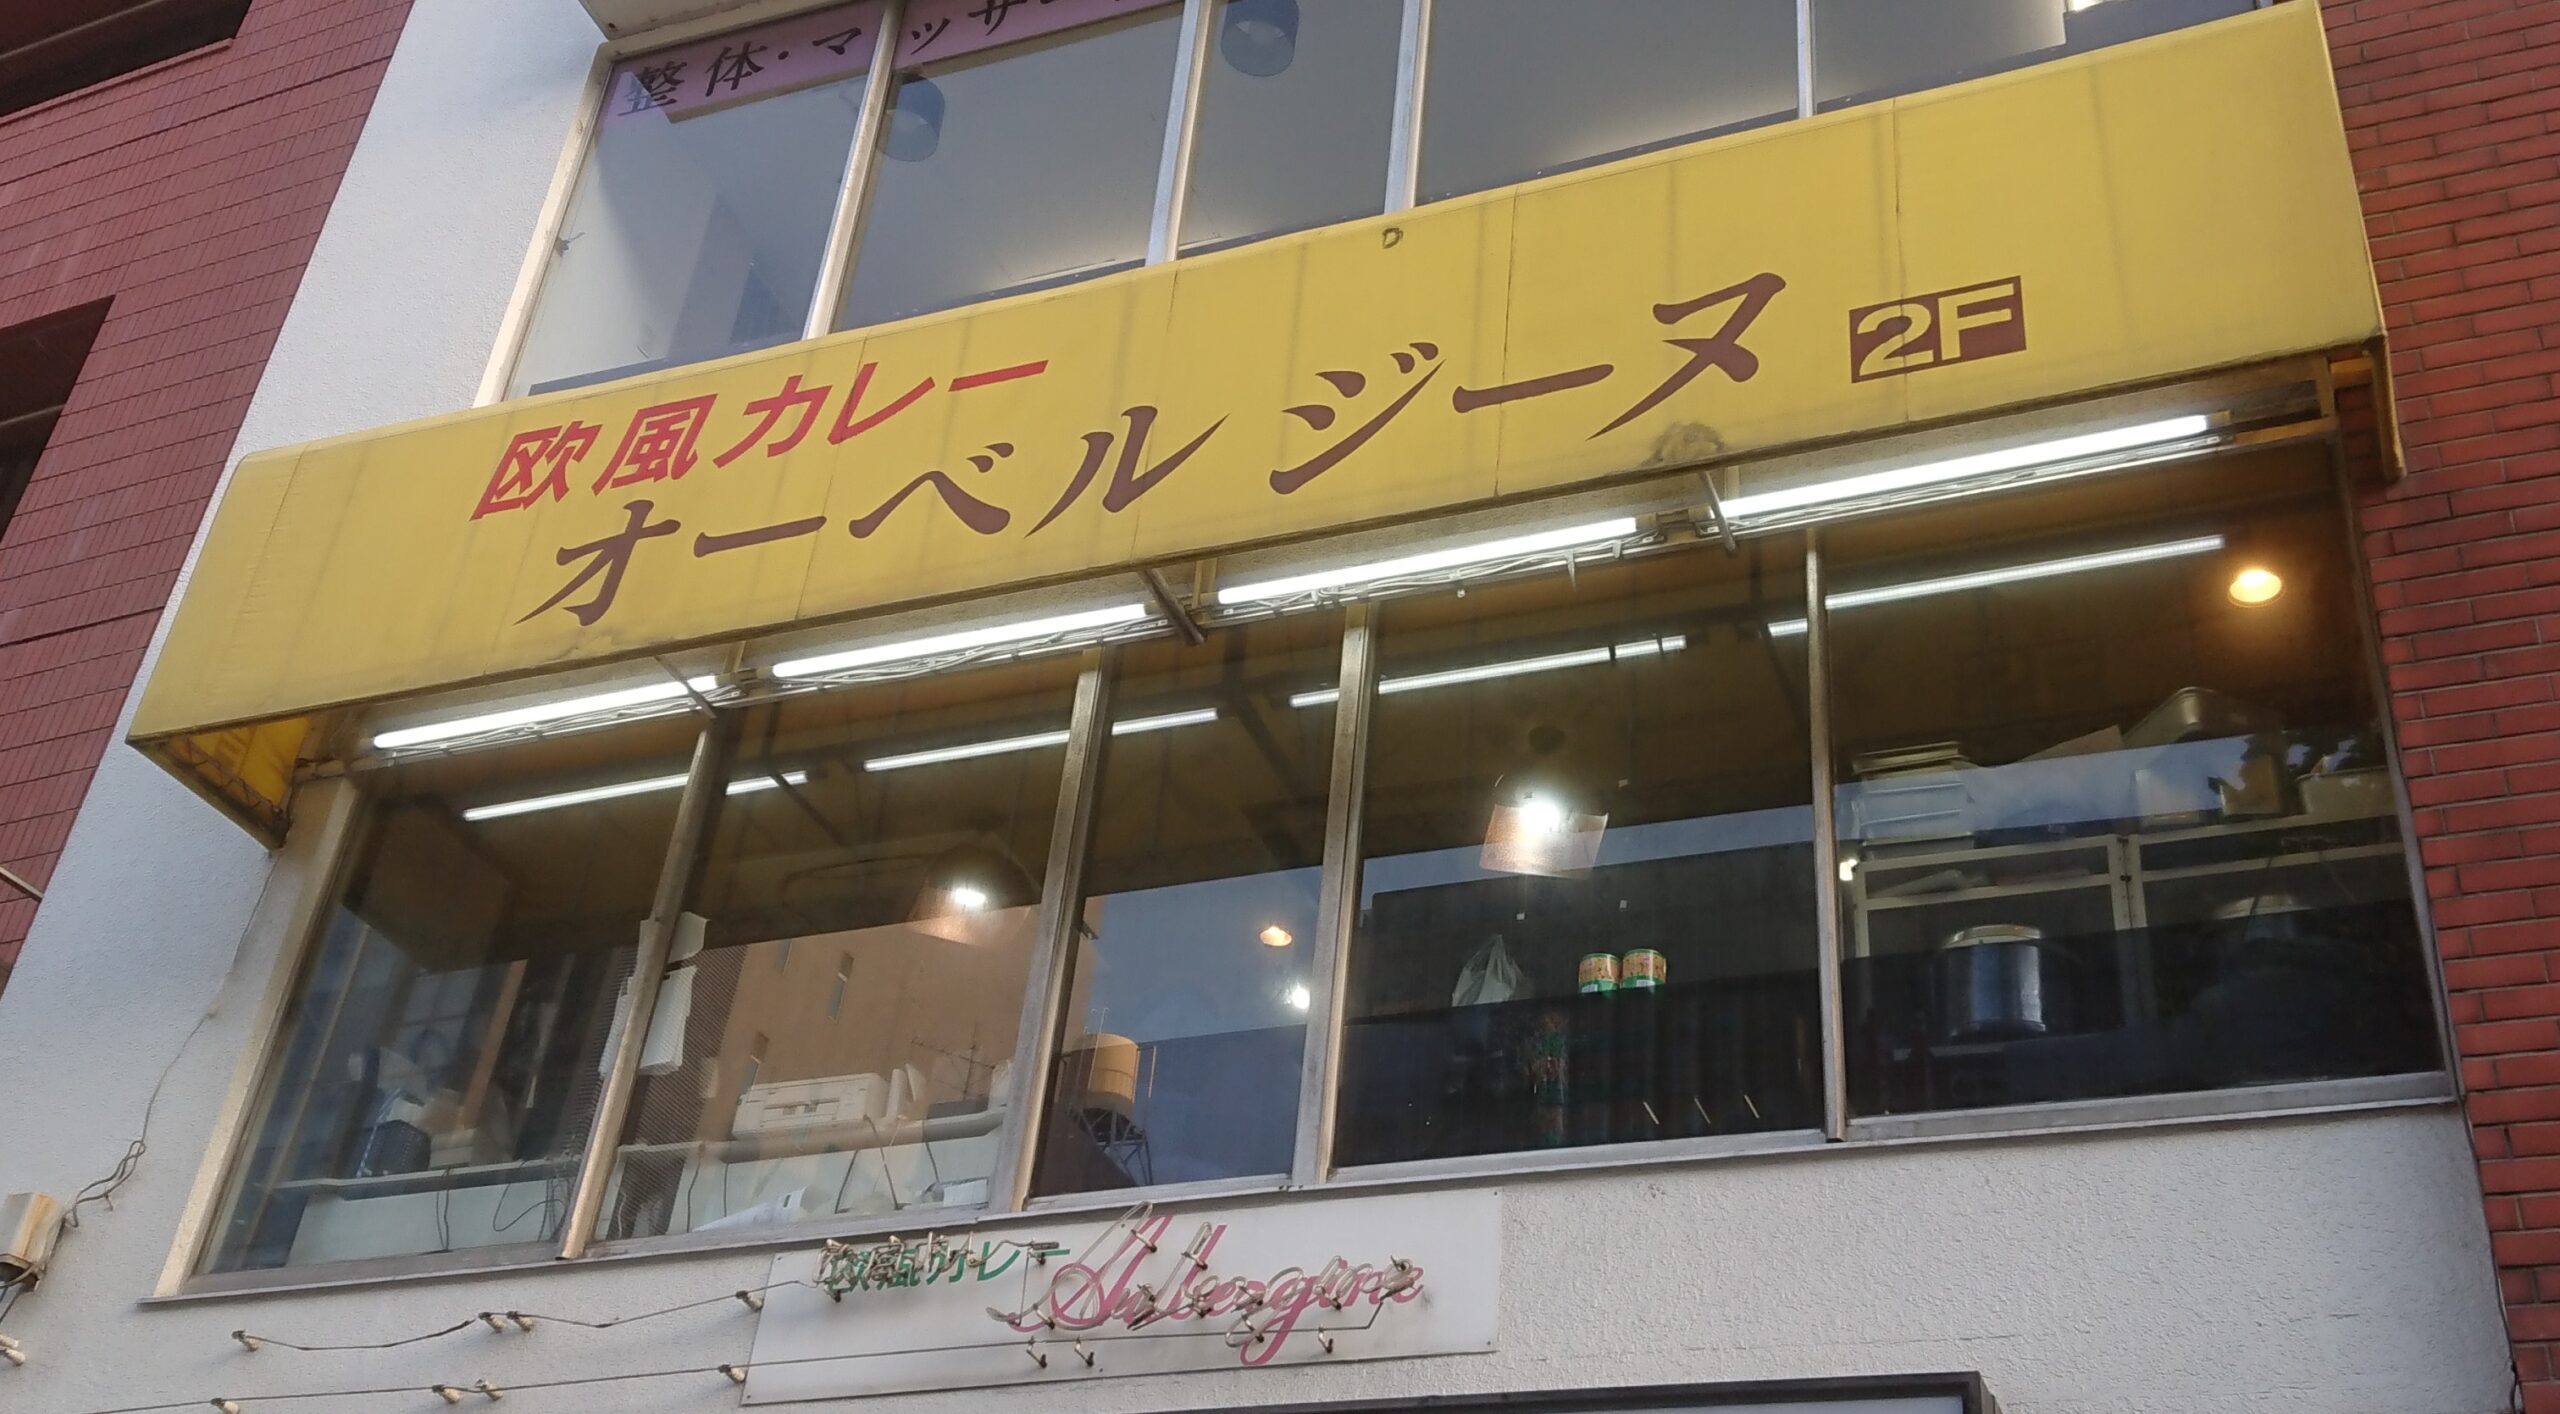 整体・マッサ
欧風カレー
オーベルジーヌ 2F
欧風カレー Aubergine